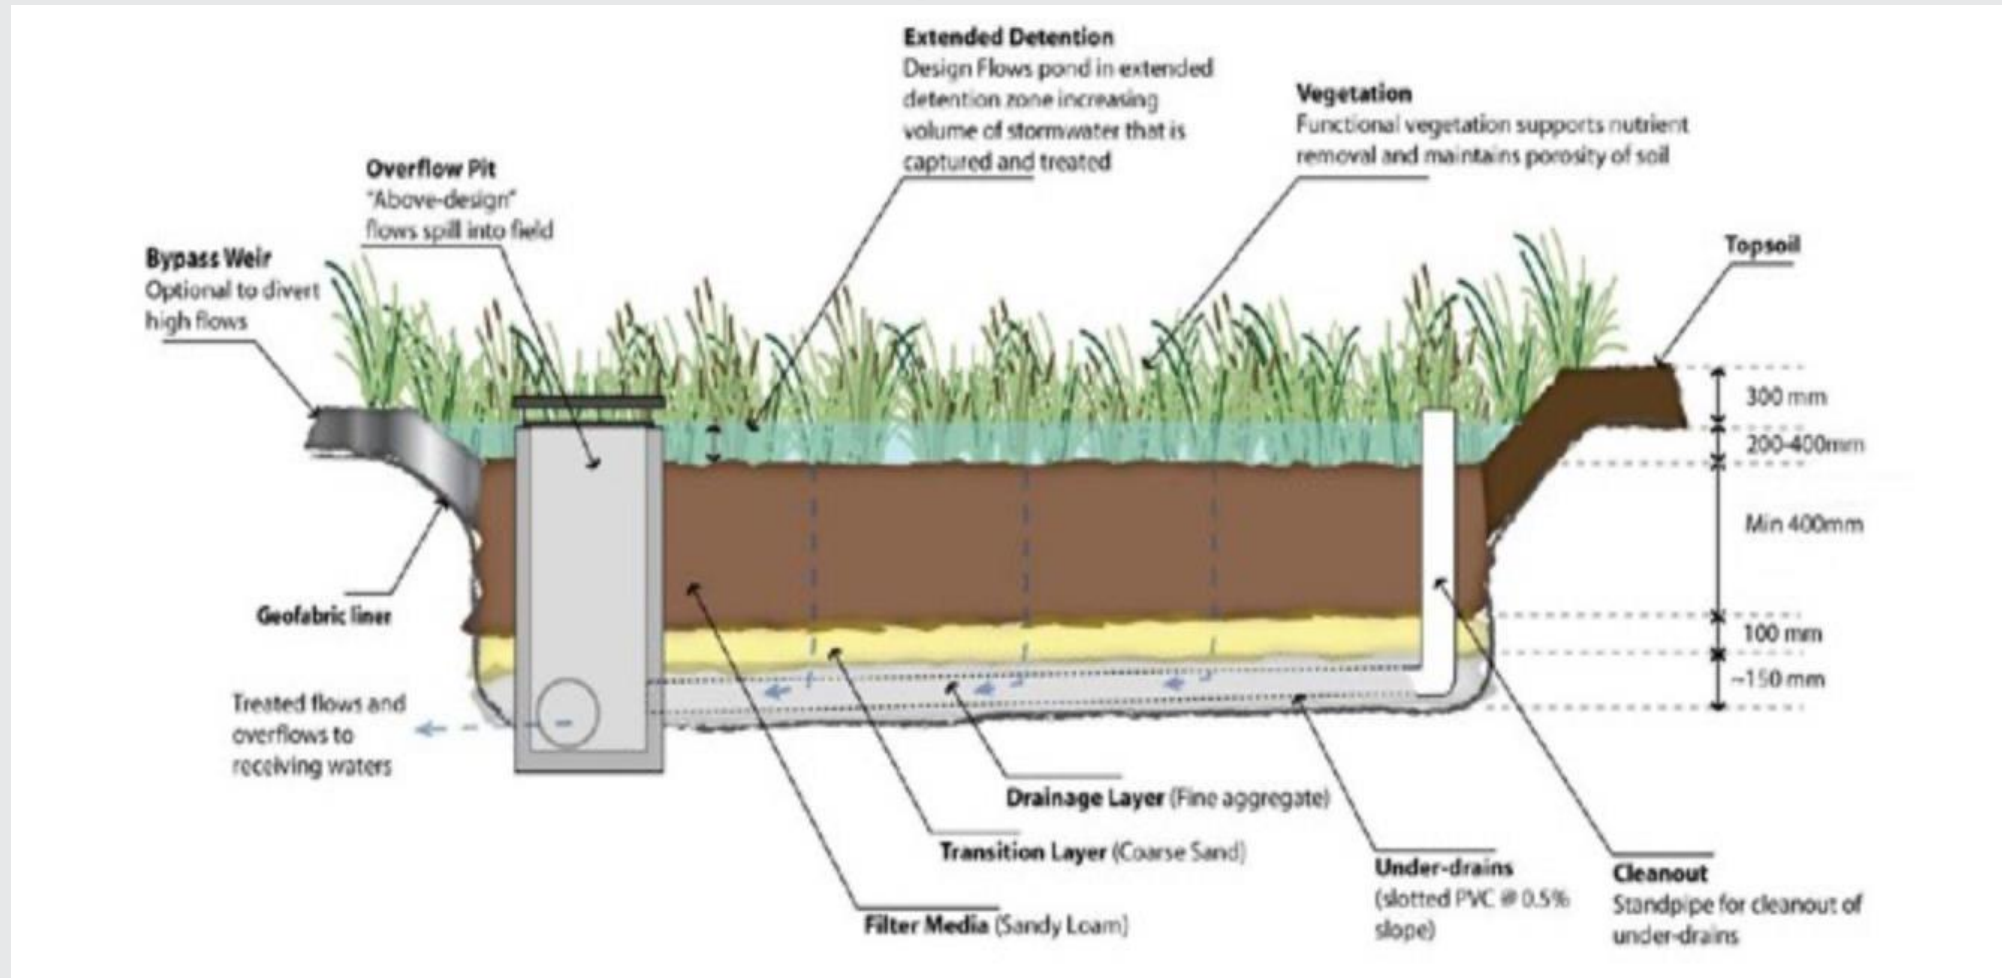 Extended Detention
Design Flows pond in extended
detention zone increasing
volume of stormwater that is
captured and treated
Vegetation
Functional vegetation supports nutrient
removal and maintains porosity of soil
Overflow Pit
"Above-design"
flows spill into field
Bypass Weir
Optional to divert
high flows
Topsoil
300 mm
200-400mm
Min 400mm
100 mm
~150 mm
Geofabric liner
Treated flows and
overflows to
receiving waters
Drainage Layer (Fine aggregate)
Transition Layer (Coarse Sand)
Filter Media (Sandy Loam)
Under-drains
(slotted PVC @ 0.5%
slope)
Cleanout
Standpipe for cleanout of
under-drains